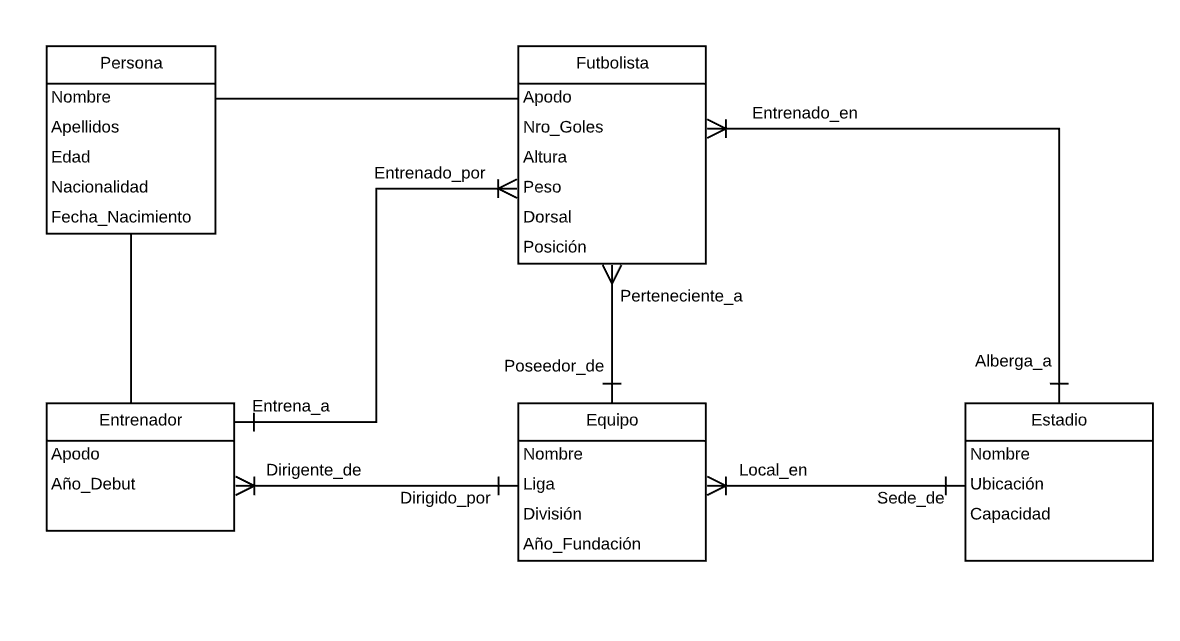 Persona
Nombre
Apellidos
Edad
Nacionalidad
Fecha_Nacimiento
Futbolista
Apodo
Nro_Goles
Altura
Peso
Dorsal
Posición
Entrenado_en
Entrenado_por
Perteneciente_a
Poseedor_de
Alberga_a
Entrenador
Apodo
Año_Debut
Entrena_a
Dirigente_de
Dirigido_por
Equipo
Nombre
Liga
División
Año_Fundación
Local_en
Sede_de
Estadio
Nombre
Ubicación
Capacidad